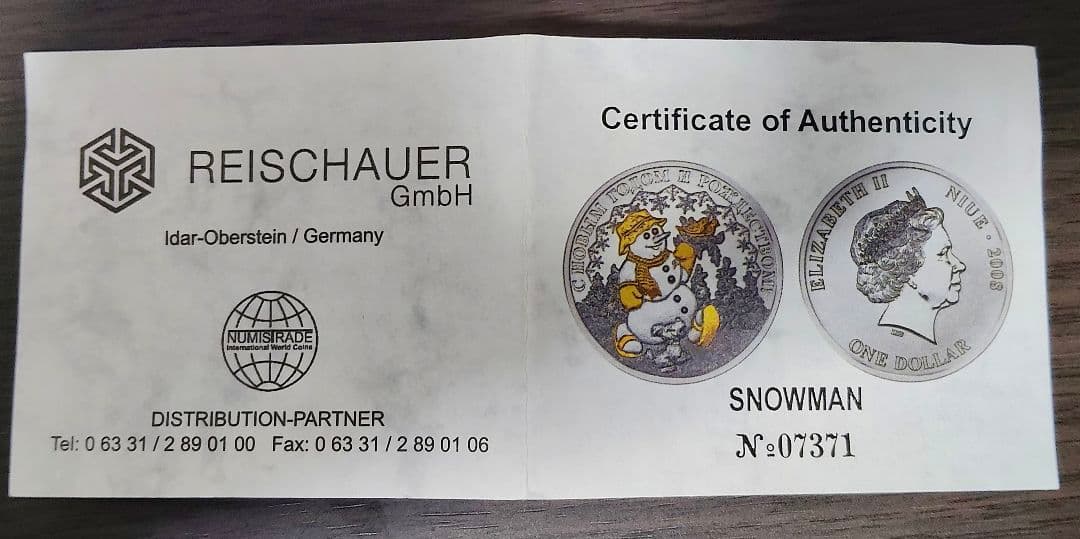 REISCHAUER
GmbH
Idar-Oberstein / Germany
NUMISTRADE
International World Coins
DISTRIBUTION-PARTNER
Tel: 0 63 31 / 2 89 01 00 Fax: 0 63 31 / 2 89 01 06
Certificate of Authenticity
С НОВЫМ ГОДОМ И РОЖДЕСТВОМ!
ELIZABETH II
NIUE · 2008
ONE DOLLAR
SNOWMAN
№07371